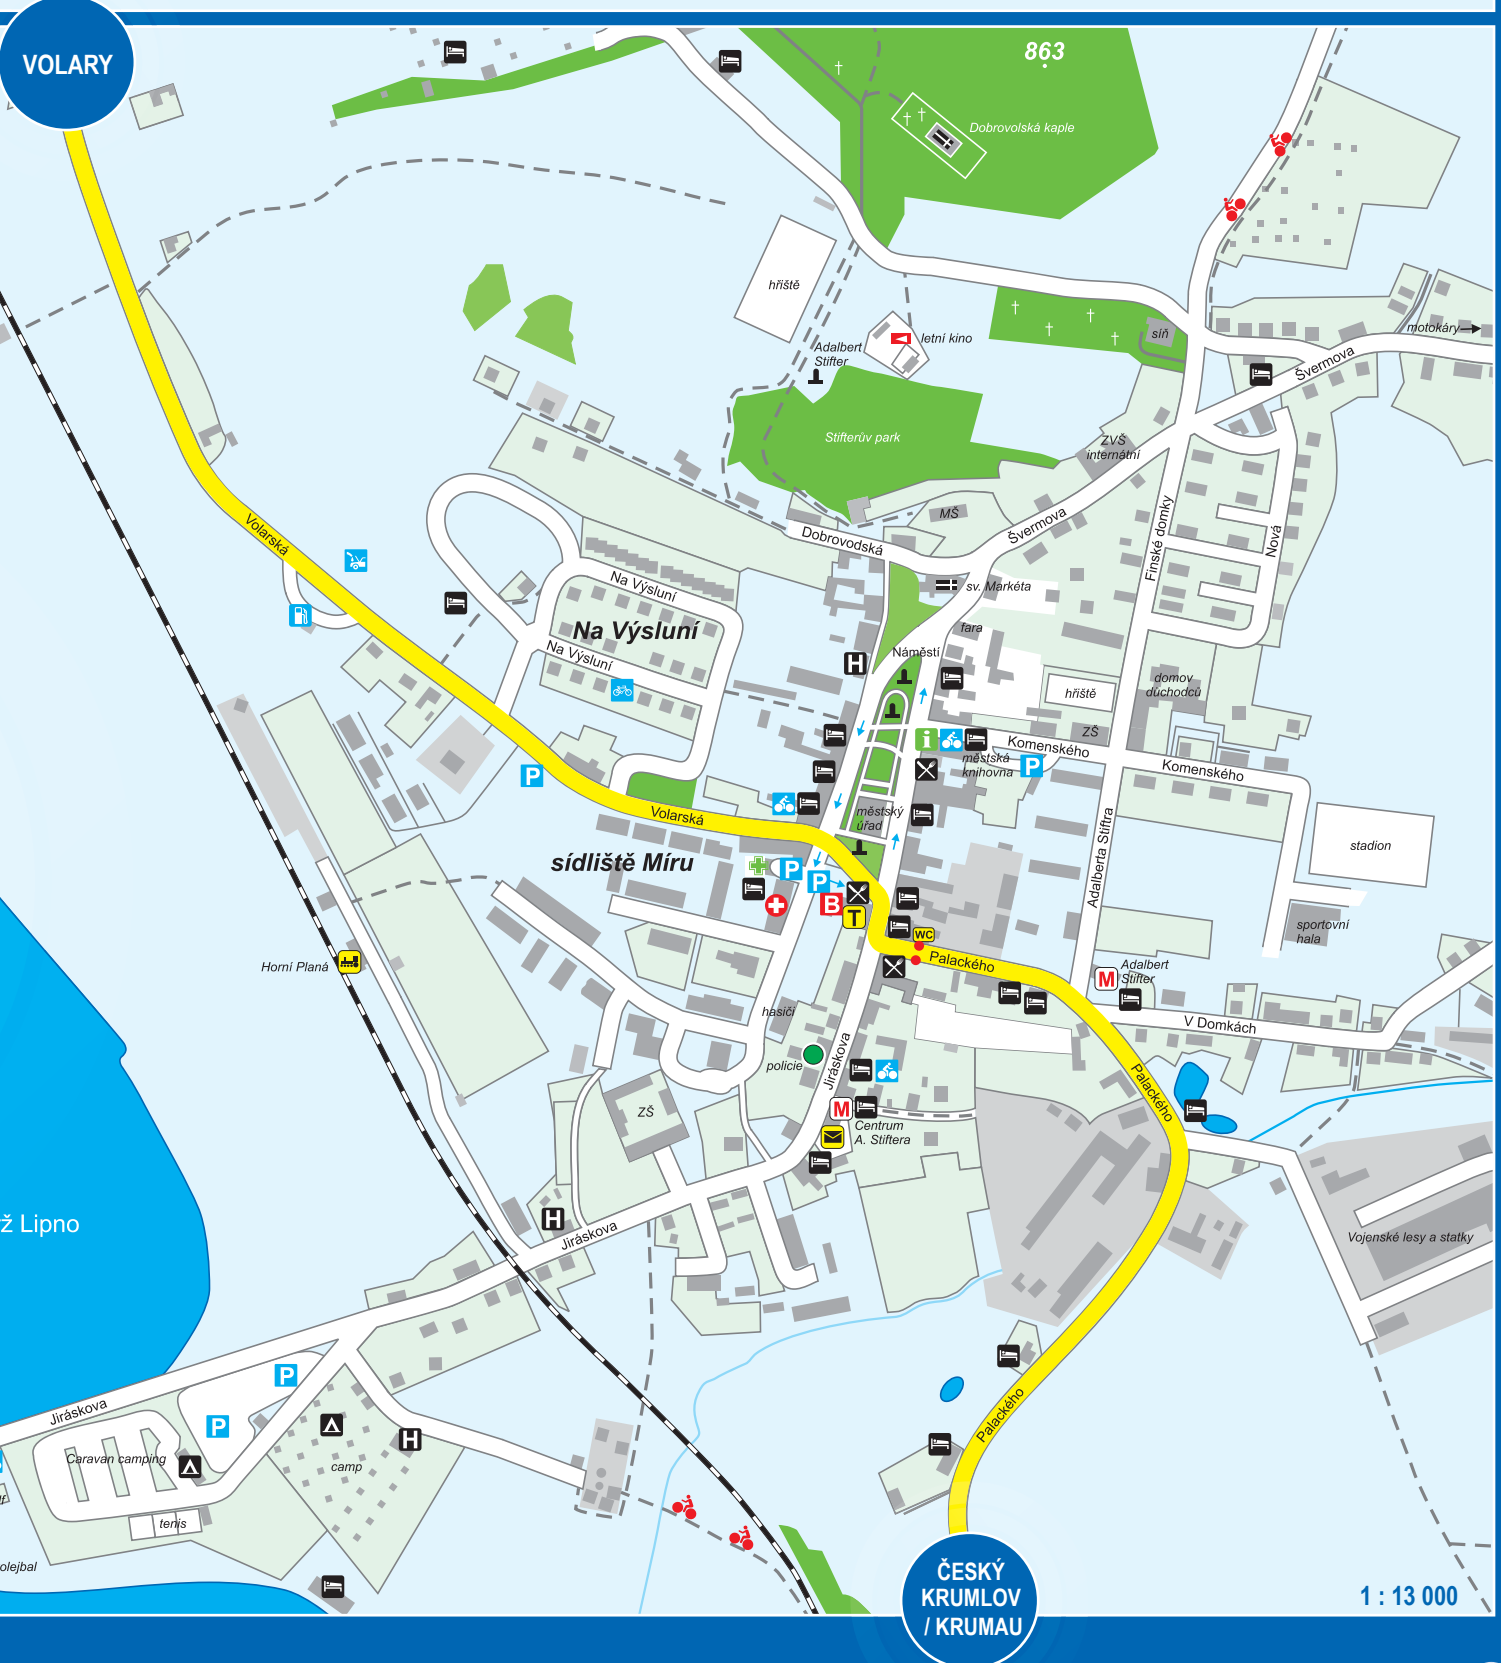 VOLARY
863
Dobrovolská kaple
hřiště
Adalbert
Stifter
letní kino
síň
motokáry
Švermova
Stifterův park
ZVŠ
internátní
MŠ
Švermova
Dobrovodská
Finské domky
Nová
Volarská
Na Výsluní
Na Výsluní
Na Výsluní
sv. Markéta
fara
Náměstí
H
hřiště
domov
důchodců
ZŠ
Komenského
Komenského
i
městská
knihovna
P
P
Volarská
městský
úřad
sídliště Míru
P
P
B
T
WC
Palackého
Adalberta Stiftra
stadion
sportovní
hala
Horní Planá
M
Adalbert
Stifter
V Domkách
hasiči
policie
Jiráskova
Palackého
ZŠ
M
Centrum
A. Stiftera
ž Lipno
H
Jiráskova
Vojenské lesy a statky
P
Jiráskova
P
H
Caravan camping
camp
Palackého
tenis
olejbal
ČESKÝ
KRUMLOV
/ KRUMAU
1 : 13 000